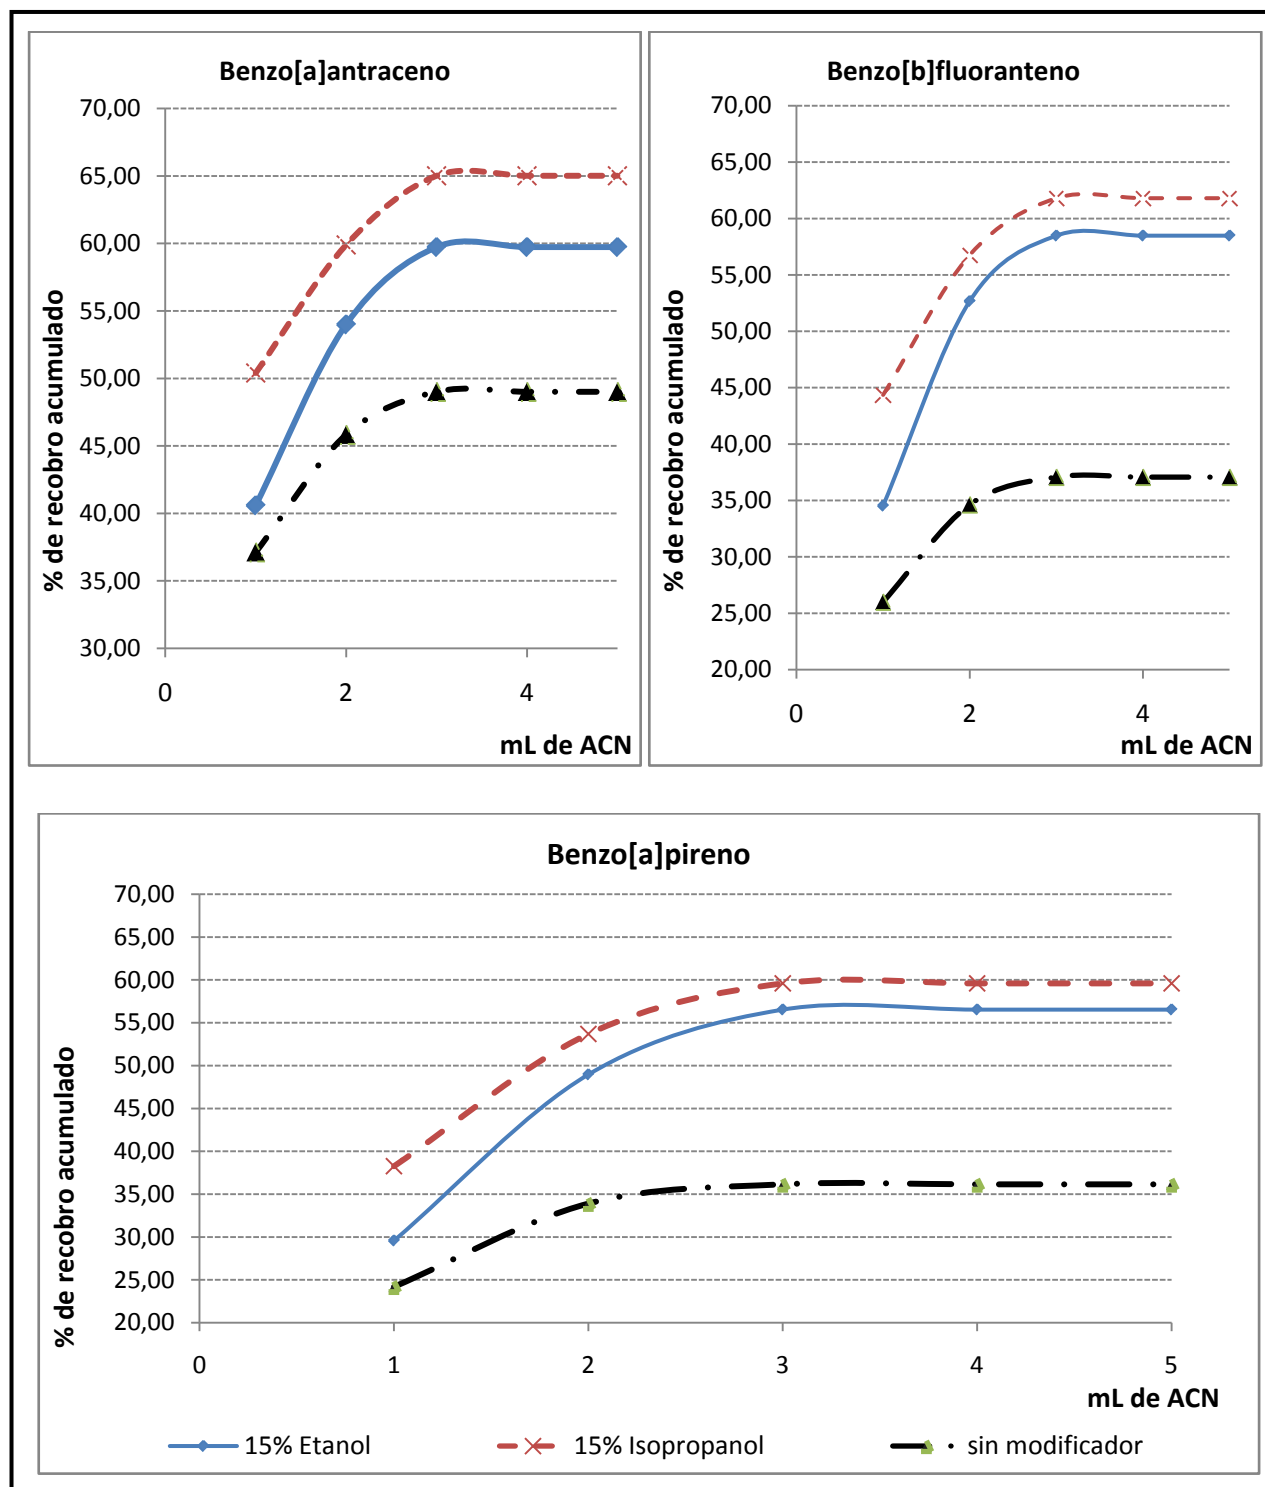 Benzo[a]antraceno
% de recobro acumulado
70,00
65,00
60,00
55,00
50,00
45,00
40,00
35,00
30,00
0 2 4
mL de ACN
Benzo[b]fluoranteno
% de recobro acumulado
70,00
65,00
60,00
55,00
50,00
45,00
40,00
35,00
30,00
25,00
20,00
0 2 4
mL de ACN
Benzo[a]pireno
% de recobro acumulado
70,00
65,00
60,00
55,00
50,00
45,00
40,00
35,00
30,00
25,00
20,00
0 1 2 3 4 5
mL de ACN
15% Etanol 15% Isopropanol sin modificador